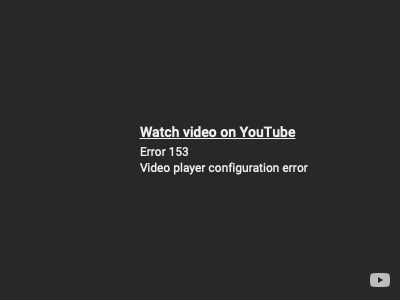 Watch video on YouTube
Error 153
Video player configuration error